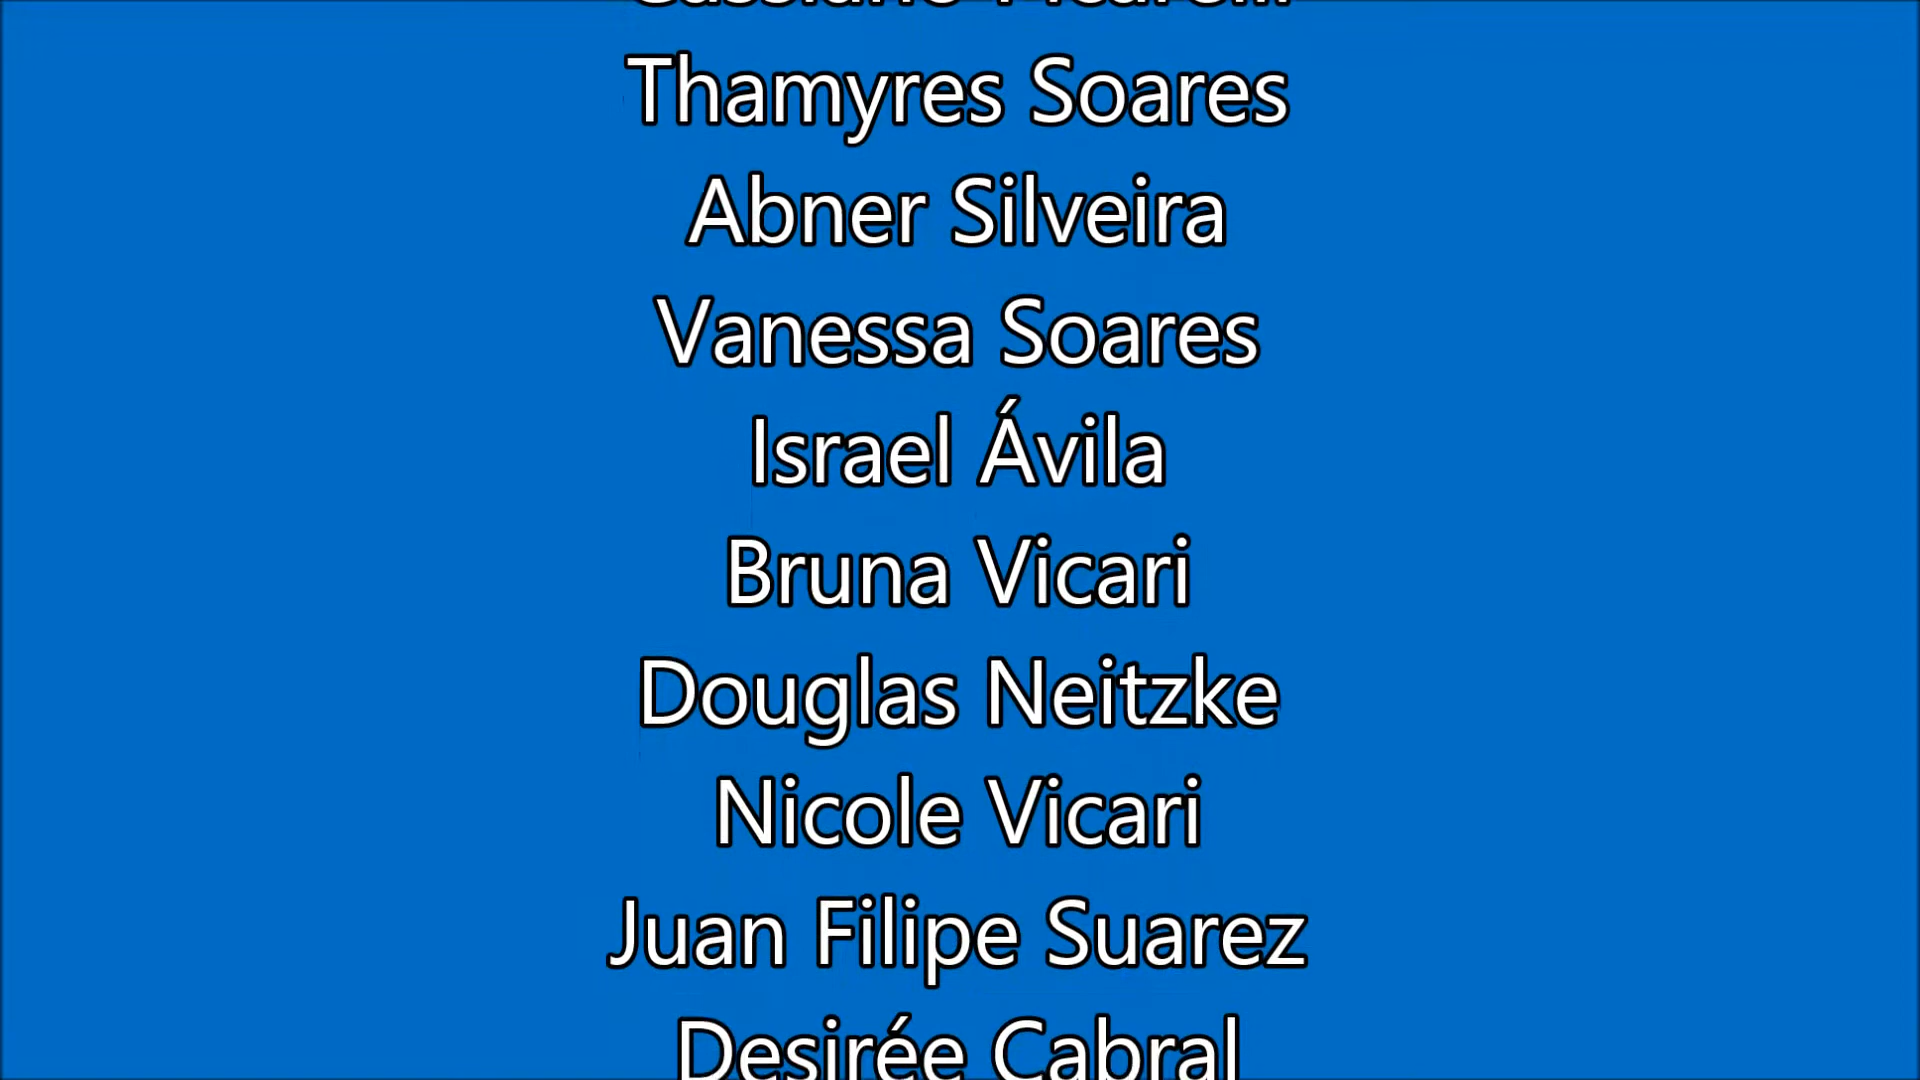 Thamyres Soares
Abner Silveira
Vanessa Soares
Israel Ávila
Bruna Vicari
Douglas Neitzke
Nicole Vicari
Juan Filipe Suarez
Desirée Cabral